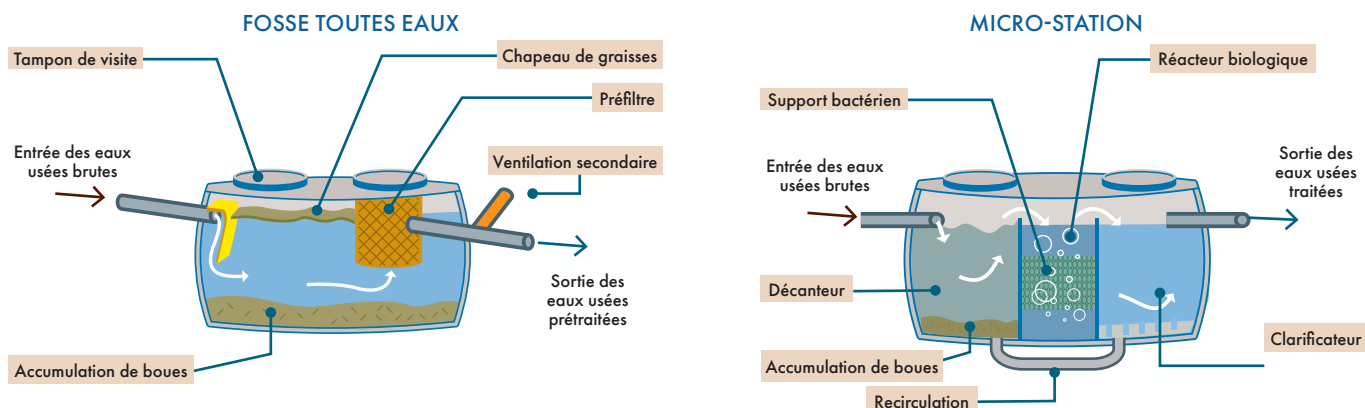 FOSSE TOUTES EAUX
Tampon de visite
Chapeau de graisses
Préfiltre
Entrée des eaux
usées brutes
Ventilation secondaire
Sortie des
eaux usées
prétraitées
Accumulation de boues
MICRO-STATION
Réacteur biologique
Support bactérien
Entrée des eaux
usées brutes
Sortie des
eaux usées
traitées
Décanteur
Clarificateur
Accumulation de boues
Recirculation